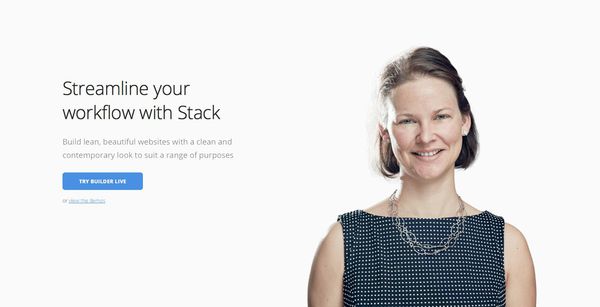 Streamline your
workflow with Stack
Build lean, beautiful websites with a clean and
contemporary look to suit a range of purposes
TRY BUILDER LIVE
or view the demos